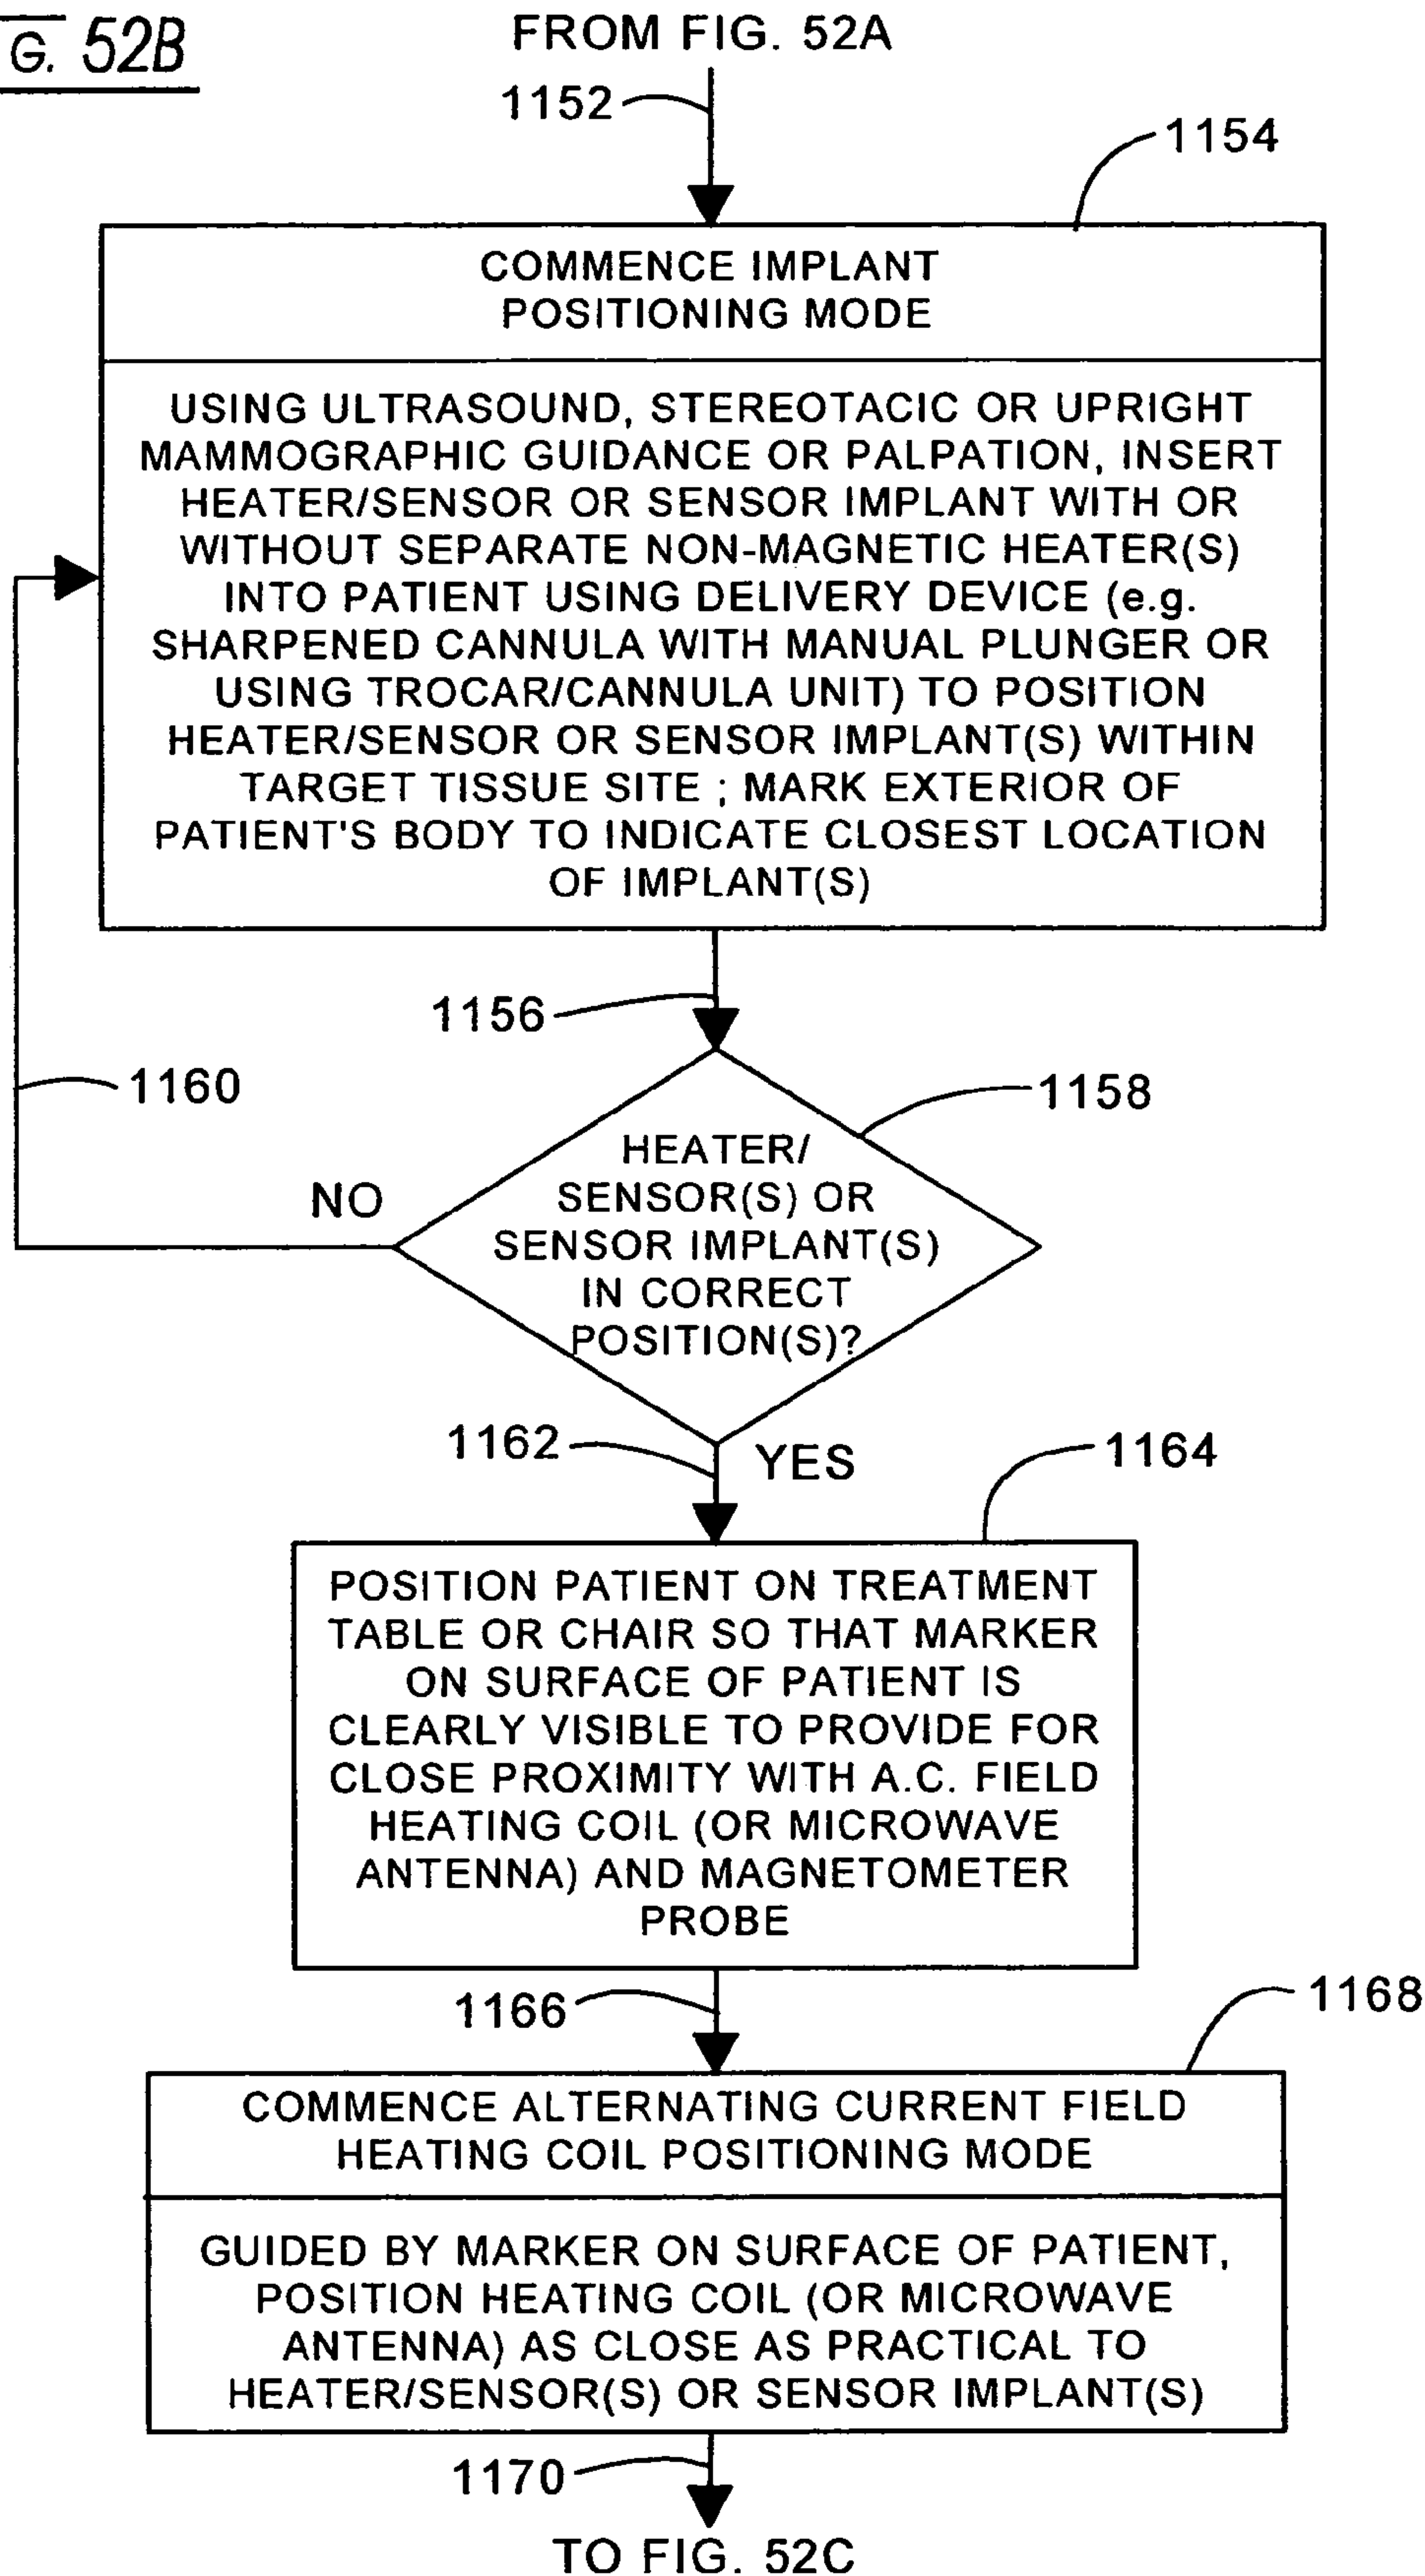 G. 52B
FROM FIG. 52A
1152
1154
COMMENCE IMPLANT
POSITIONING MODE
USING ULTRASOUND, STEREOTACIC OR UPRIGHT
MAMMOGRAPHIC GUIDANCE OR PALPATION, INSERT
HEATER/SENSOR OR SENSOR IMPLANT WITH OR
WITHOUT SEPARATE NON-MAGNETIC HEATER(S)
INTO PATIENT USING DELIVERY DEVICE (e.g.
SHARPENED CANNULA WITH MANUAL PLUNGER OR
USING TROCAR/CANNULA UNIT) TO POSITION
HEATER/SENSOR OR SENSOR IMPLANT(S) WITHIN
TARGET TISSUE SITE ; MARK EXTERIOR OF
PATIENT'S BODY TO INDICATE CLOSEST LOCATION
OF IMPLANT(S)
1156
1160
1158
HEATER/
SENSOR(S) OR
SENSOR IMPLANT(S)
IN CORRECT
POSITION(S)?
NO
1162
YES
1164
POSITION PATIENT ON TREATMENT
TABLE OR CHAIR SO THAT MARKER
ON SURFACE OF PATIENT IS
CLEARLY VISIBLE TO PROVIDE FOR
CLOSE PROXIMITY WITH A.C. FIELD
HEATING COIL (OR MICROWAVE
ANTENNA) AND MAGNETOMETER
PROBE
1166
1168
COMMENCE ALTERNATING CURRENT FIELD
HEATING COIL POSITIONING MODE
GUIDED BY MARKER ON SURFACE OF PATIENT,
POSITION HEATING COIL (OR MICROWAVE
ANTENNA) AS CLOSE AS PRACTICAL TO
HEATER/SENSOR(S) OR SENSOR IMPLANT(S)
1170
TO FIG. 52C